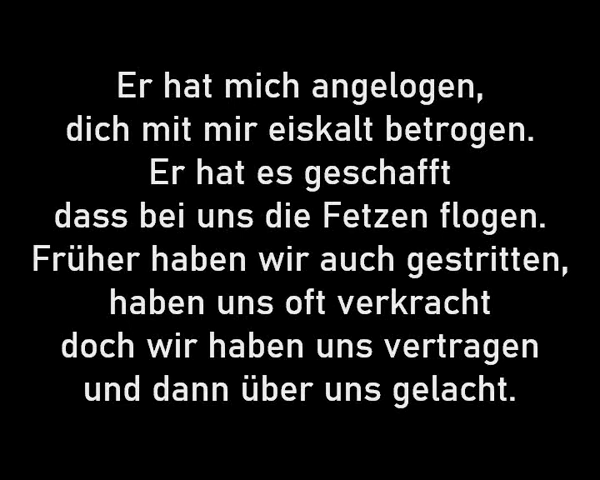 Er hat mich angelogen,
dich mit mir eiskalt betrogen.
Er hat es geschafft
dass bei uns die Fetzen flogen.
Früher haben wir auch gestritten,
haben uns oft verkracht
doch wir haben uns vertragen
und dann über uns gelacht.